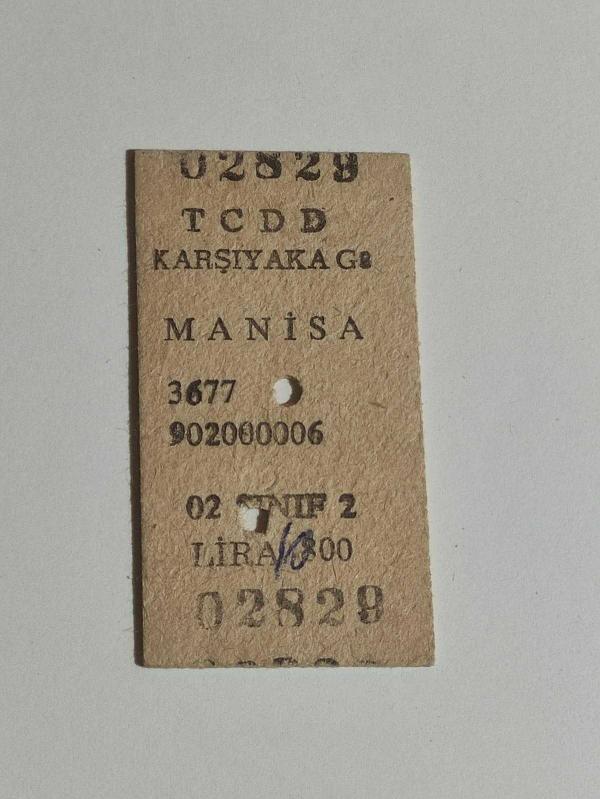 02829
TCDD
KARŞIYAKA G8
MANİSA
3677
902000006
02 SINIF 2
LİRA 300
02829